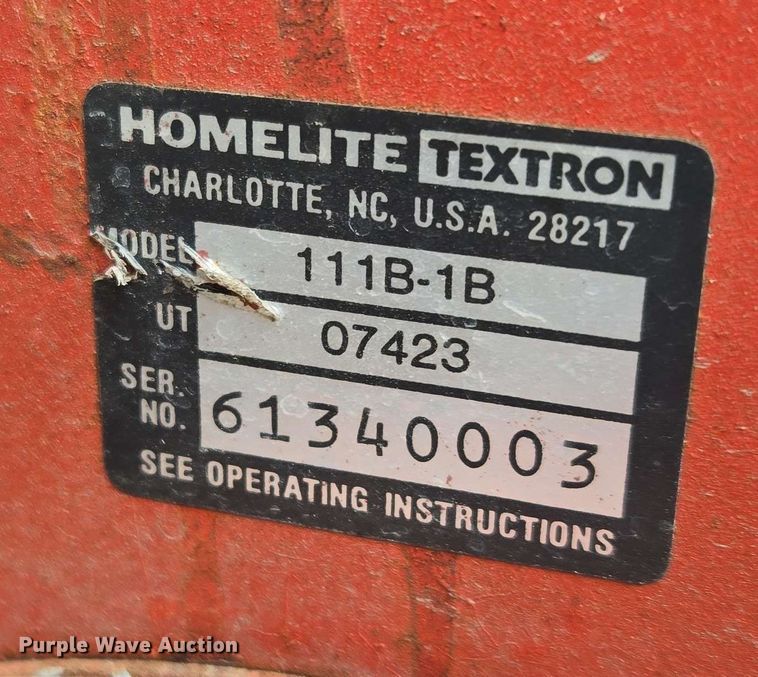 HOMELITE TEXTRON
CHARLOTTE, NC, U.S.A. 28217
MODEL 111B-1B
UT 07423
SER. NO. 61340003
SEE OPERATING INSTRUCTIONS
Purple Wave Auction